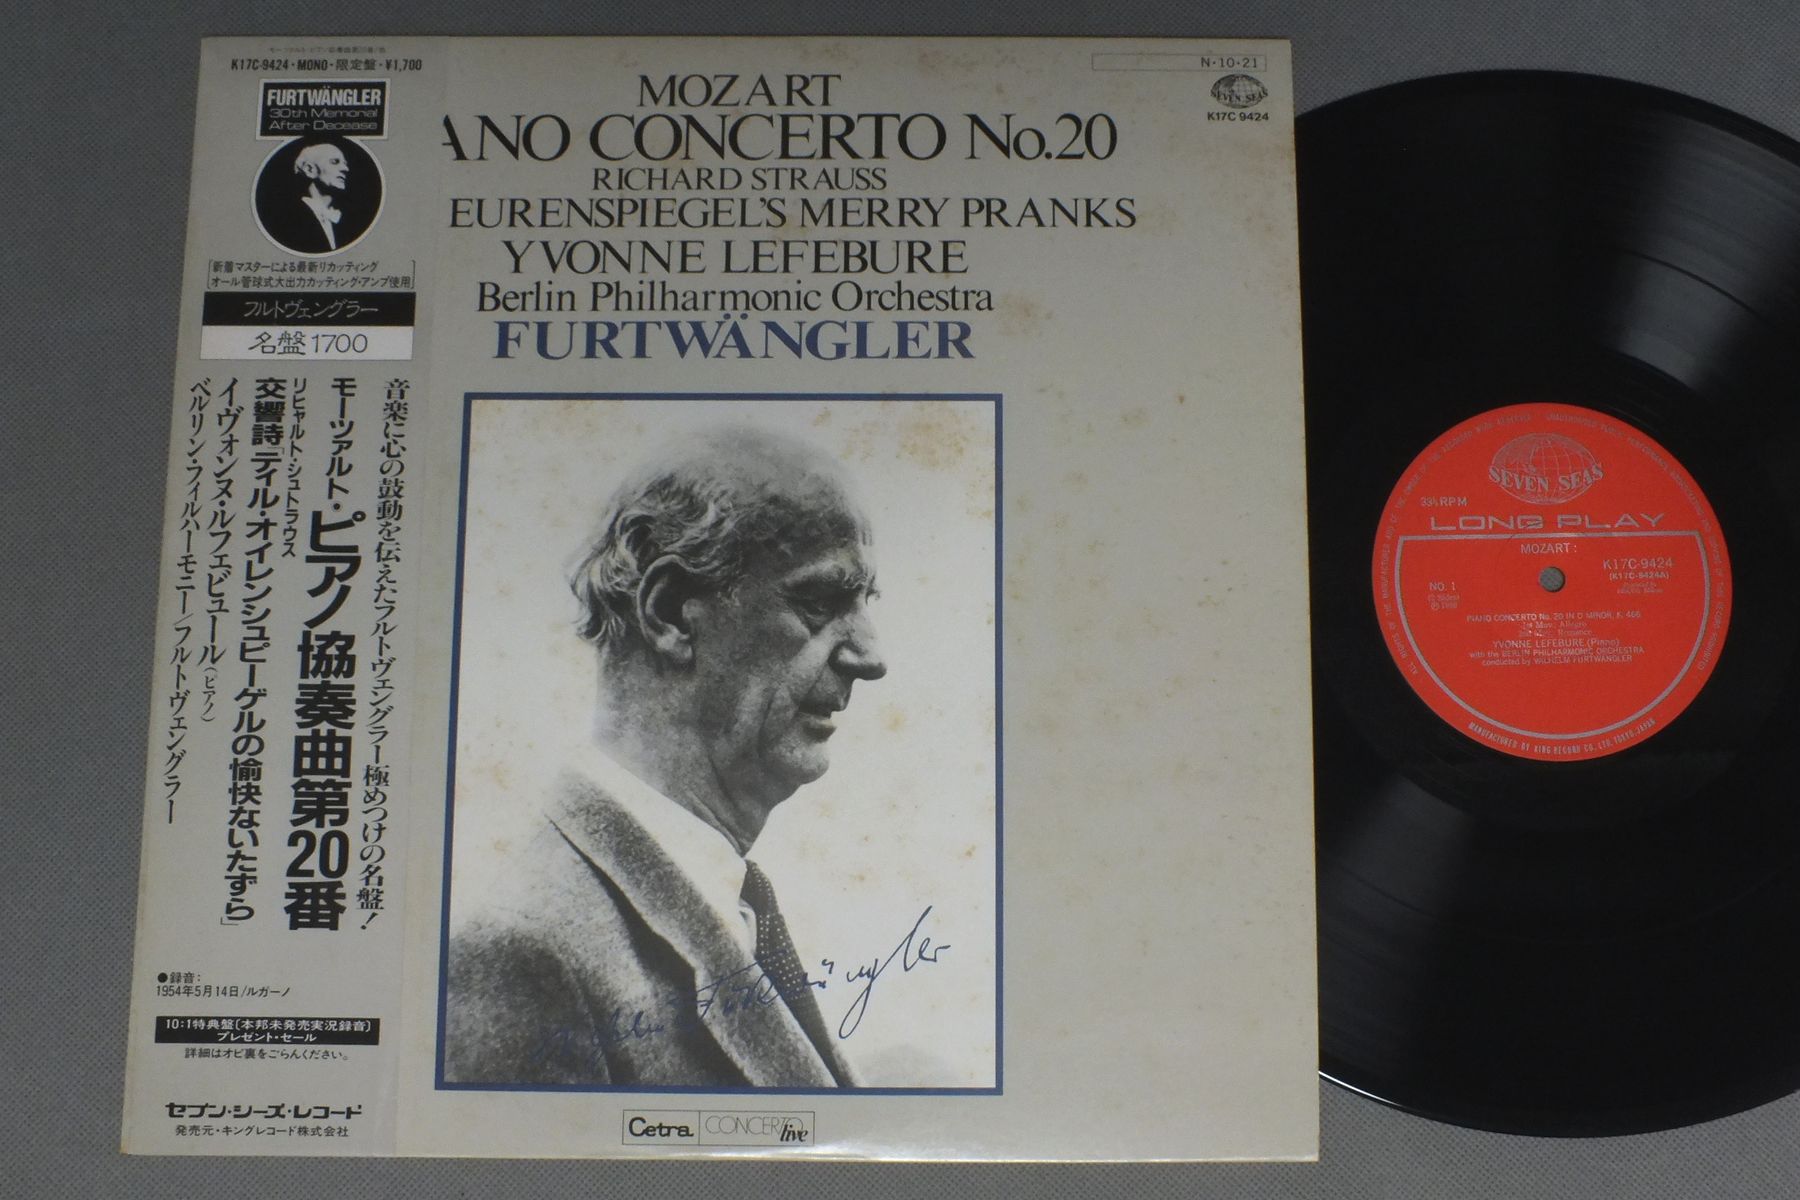 K17C-9424・MONO・限定盤・¥1,700
FURTWÄNGLER
30th Memorial
After Decease
新着マスターによる最新リカッティング
オール管球式大出力カッティング・アンプ使用
フルトヴェングラー
名盤1700
音楽に心の鼓動を伝えたフルトヴェングラー極めつけの名盤!
モーツァルト・ピアノ協奏曲第20番
リヒャルト・シュトラウス
交響詩「ティル・オイレンシュピーゲルの愉快ないたずら」
イヴォンヌ・ルフェビュール(ピアノ)
ベルリン・フィルハーモニー/フルトヴェングラー
●録音:
1954年5月14日/ルガーノ
10:1特典盤〔本邦未発売実況録音〕
プレゼント・セール
詳細はオビ裏をごらんください。
セブン・シーズ・レコード
発売元・キングレコード株式会社
N・10・21
SEVEN SEAS
K17C 9424
MOZART
ANO CONCERTO No.20
RICHARD STRAUSS
EURENSPIEGEL'S MERRY PRANKS
YVONNE LEFEBURE
Berlin Philharmonic Orchestra
FURTWÄNGLER
Wilhelm Furtwängler
Cetra CONCERTO live
SEVEN SEAS
33⅓RPM
LONG PLAY
MOZART:
K17C-9424
(K17C-9424A)
NO. 1
PIANO CONCERTO No. 20 IN D MINOR, K. 466
1st Mov.: Allegro
2nd Mov.: Romance
YVONNE LEFEBURE (Piano)
with the BERLIN PHILHARMONIC ORCHESTRA
conducted by WILHELM FURTWÄNGLER
MANUFACTURED BY KING RECORD CO., LTD. TOKYO, JAPAN